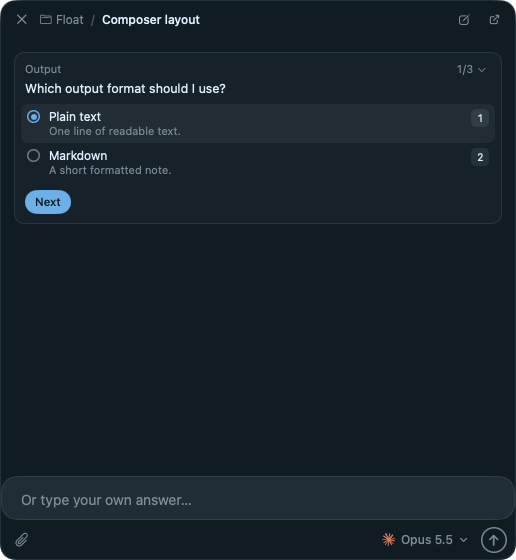 Float / Composer layout
Output 1/3
Which output format should I use?
Plain text 1
One line of readable text.
Markdown 2
A short formatted note.
Next
Or type your own answer...
Opus 5.5